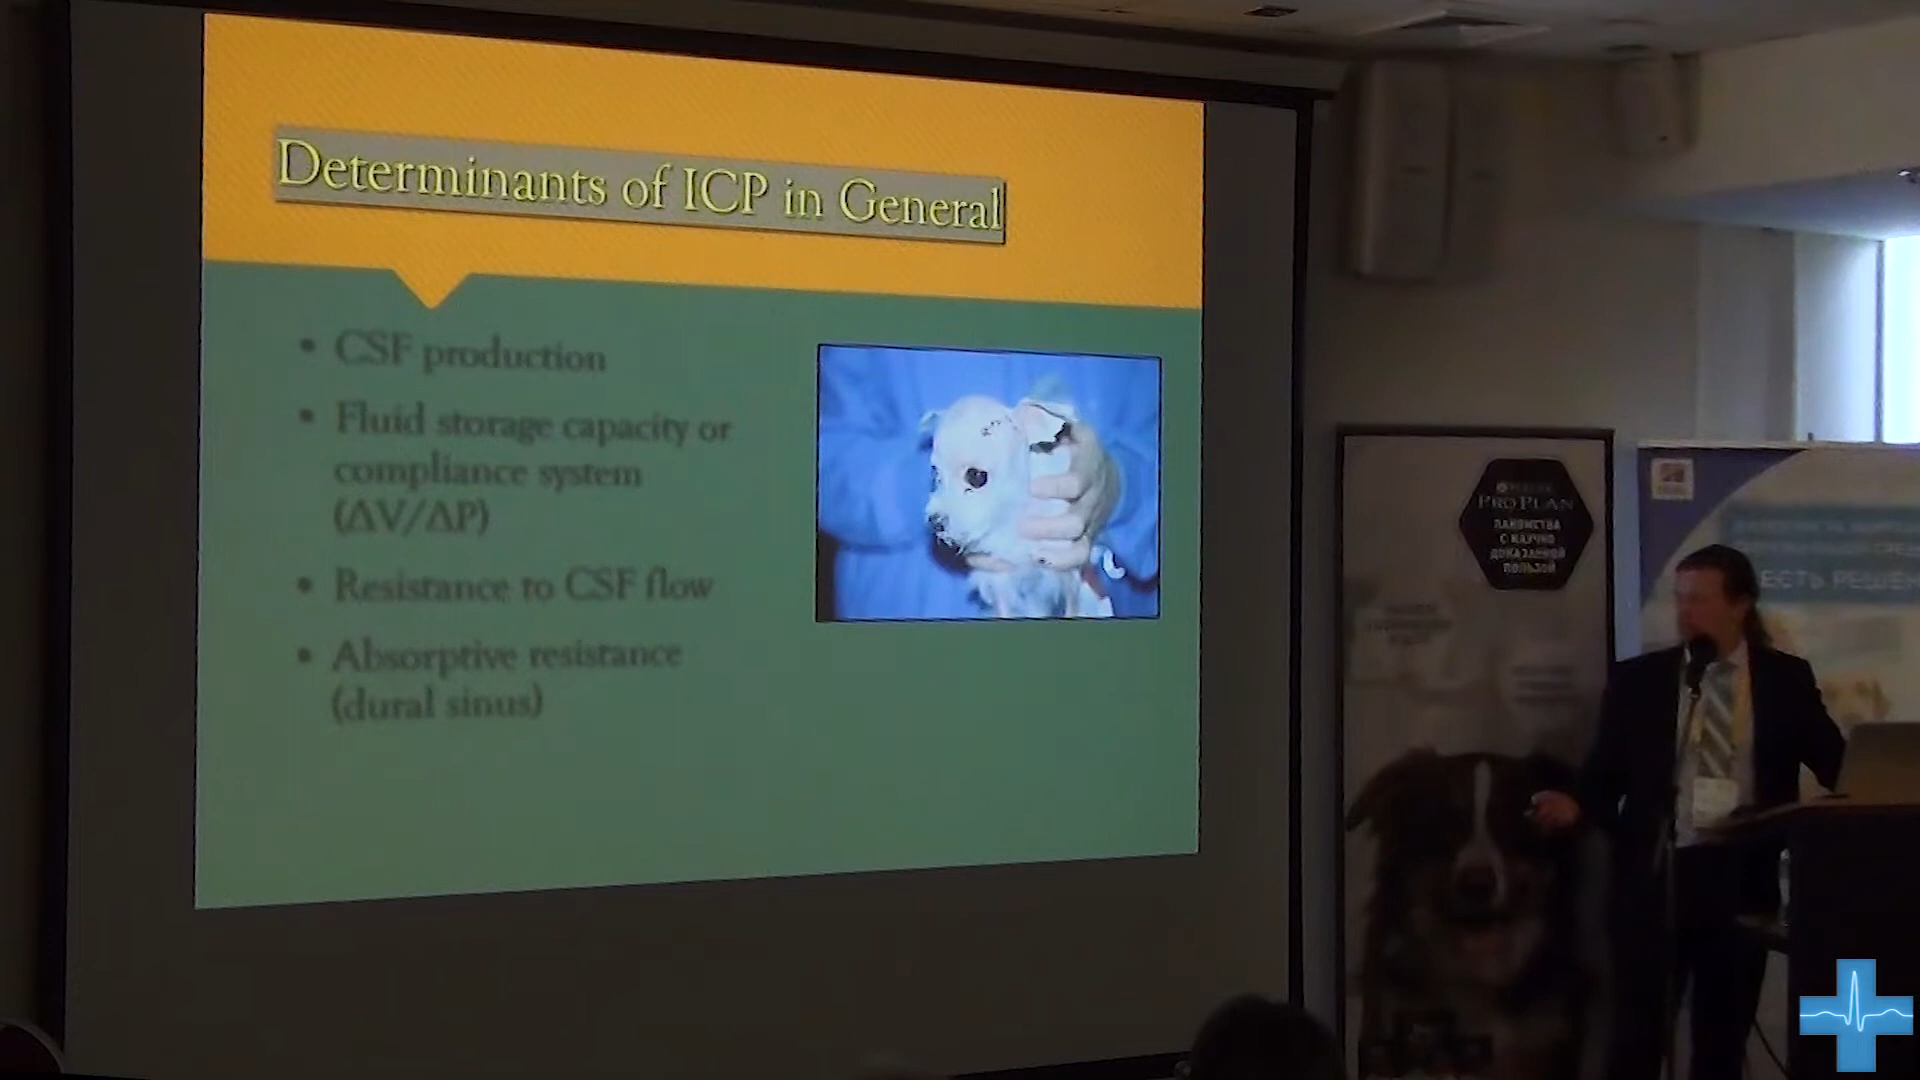 Determinants of ICP in General
• CSF production
• Fluid storage capacity or
compliance system
(ΔV/ΔP)
• Resistance to CSF flow
• Absorptive resistance
(dural sinus)
PRO PLAN
ЛАКОМСТВА
С НАУЧНО
ДОКАЗАННОЙ
ПОЛЬЗОЙ
ЕСТЬ РЕШЕН